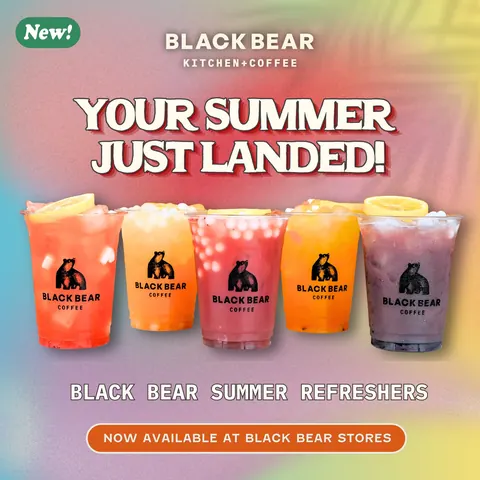 New!
BLACK BEAR
KITCHEN+COFFEE
YOUR SUMMER
JUST LANDED!
BLACK BEAR
COFFEE
BLACK BEAR
COFFEE
BLACK BEAR
COFFEE
BLACK BEAR
COFFEE
BLACK BEAR
COFFEE
BLACK BEAR SUMMER REFRESHERS
NOW AVAILABLE AT BLACK BEAR STORES